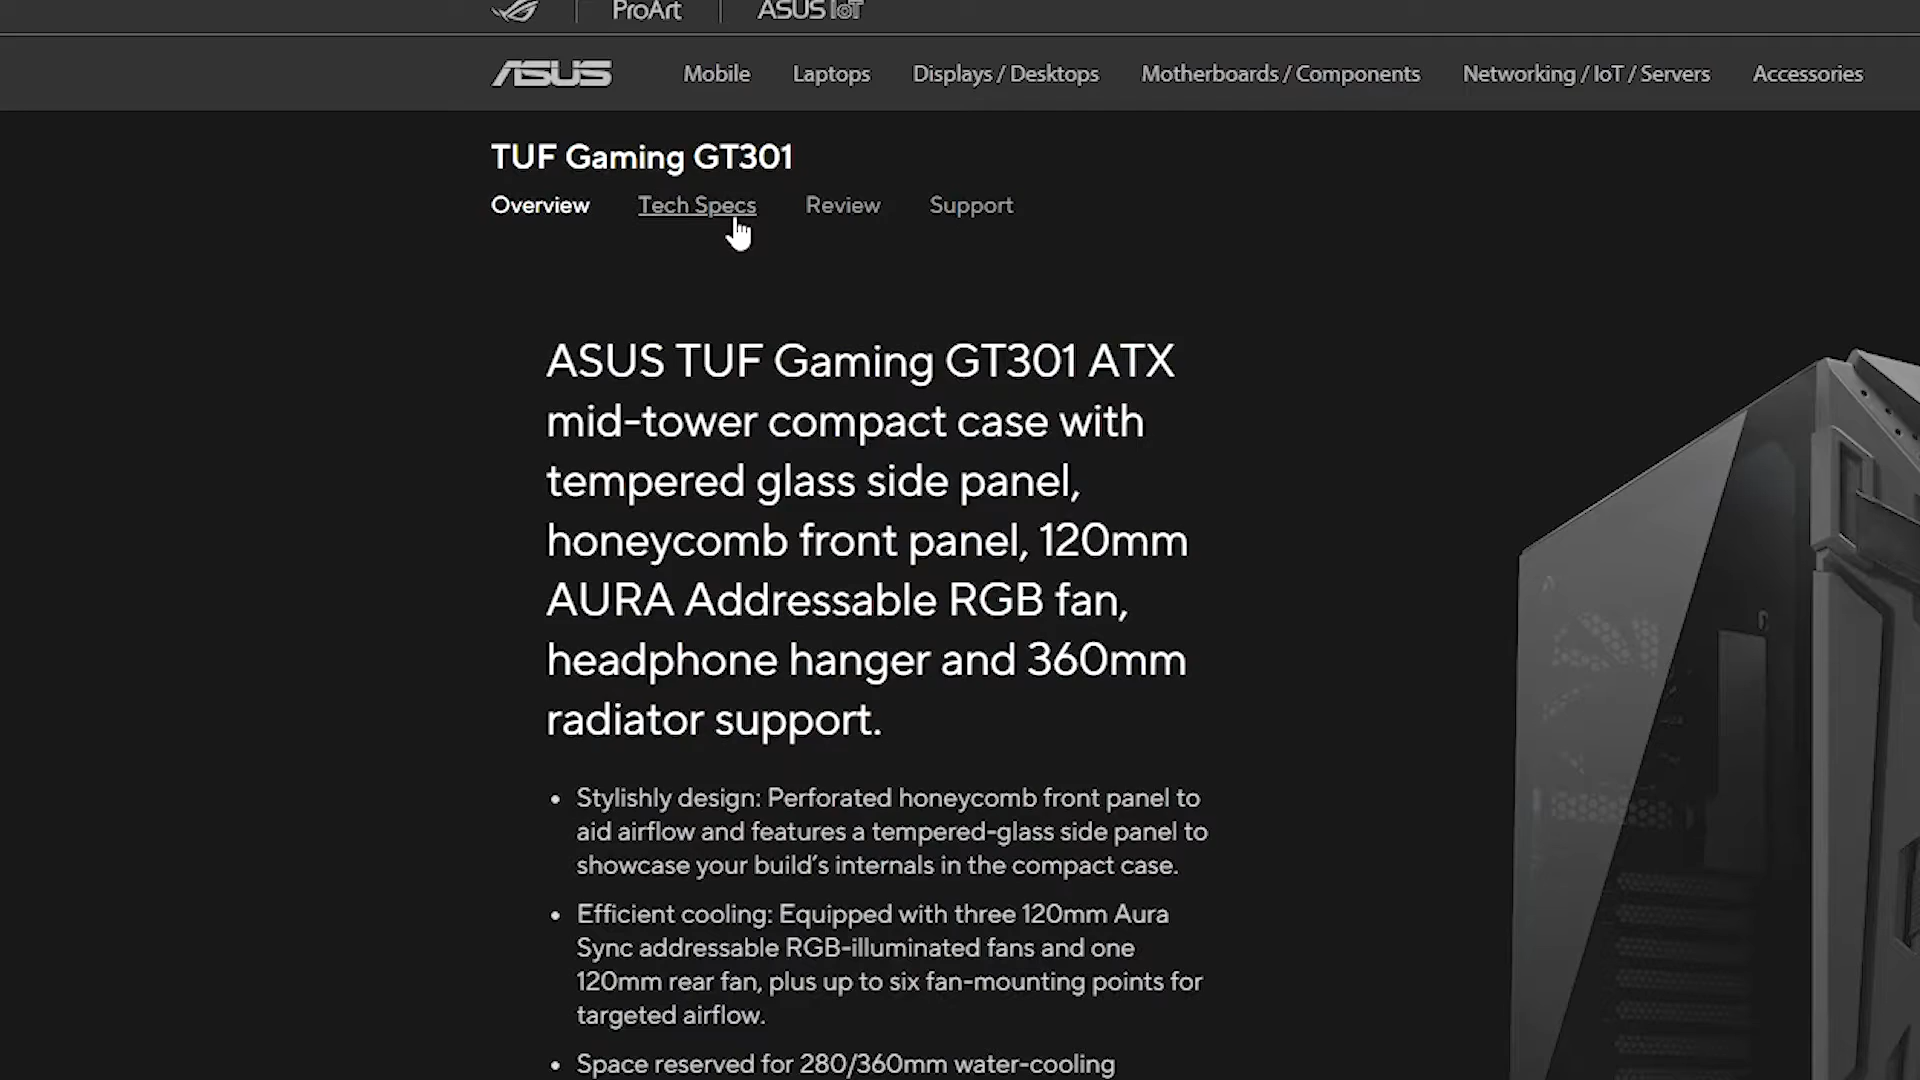 ProArt ASUS IoT
ASUS Mobile Laptops Displays / Desktops Motherboards / Components Networking / IoT / Servers Accessories
TUF Gaming GT301
Overview Tech Specs Review Support
ASUS TUF Gaming GT301 ATX
mid-tower compact case with
tempered glass side panel,
honeycomb front panel, 120mm
AURA Addressable RGB fan,
headphone hanger and 360mm
radiator support.
• Stylishly design: Perforated honeycomb front panel to
aid airflow and features a tempered-glass side panel to
showcase your build’s internals in the compact case.
• Efficient cooling: Equipped with three 120mm Aura
Sync addressable RGB-illuminated fans and one
120mm rear fan, plus up to six fan-mounting points for
targeted airflow.
• Space reserved for 280/360mm water-cooling